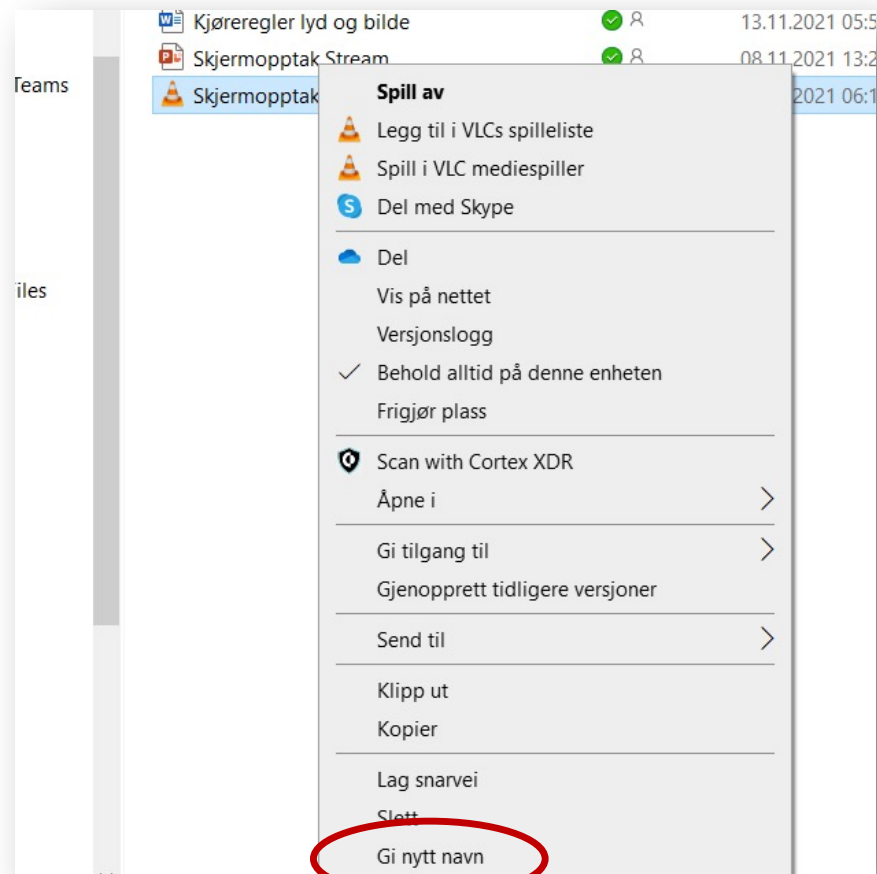 Kjøreregler lyd og bilde 13.11.2021 05:5
Skjermopptak Stream 08.11.2021 13:2
Teams
Skjermopptak 2021 06:1
Spill av
Legg til i VLCs spilleliste
Spill i VLC mediespiller
Del med Skype
Del
iles
Vis på nettet
Versjonslogg
Behold alltid på denne enheten
Frigjør plass
Scan with Cortex XDR
Åpne i
Gi tilgang til
Gjenopprett tidligere versjoner
Send til
Klipp ut
Kopier
Lag snarvei
Slett
Gi nytt navn